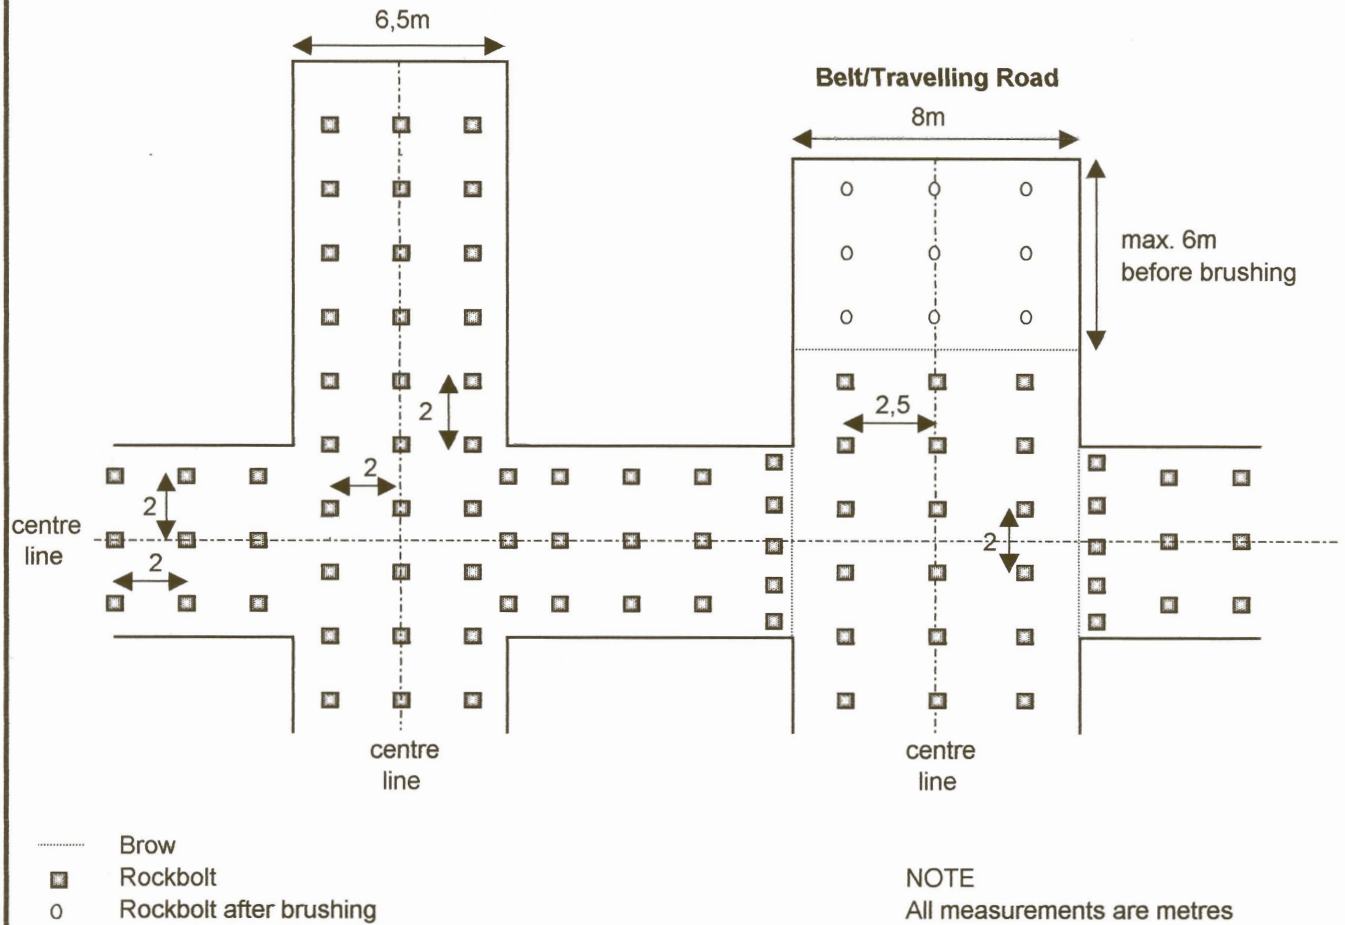 6,5m
Belt/Travelling Road
8m
max. 6m
before brushing
2
2,5
2
2
2
2
centre
line
centre
line
centre
line
Brow
Rockbolt
Rockbolt after brushing
NOTE
All measurements are metres